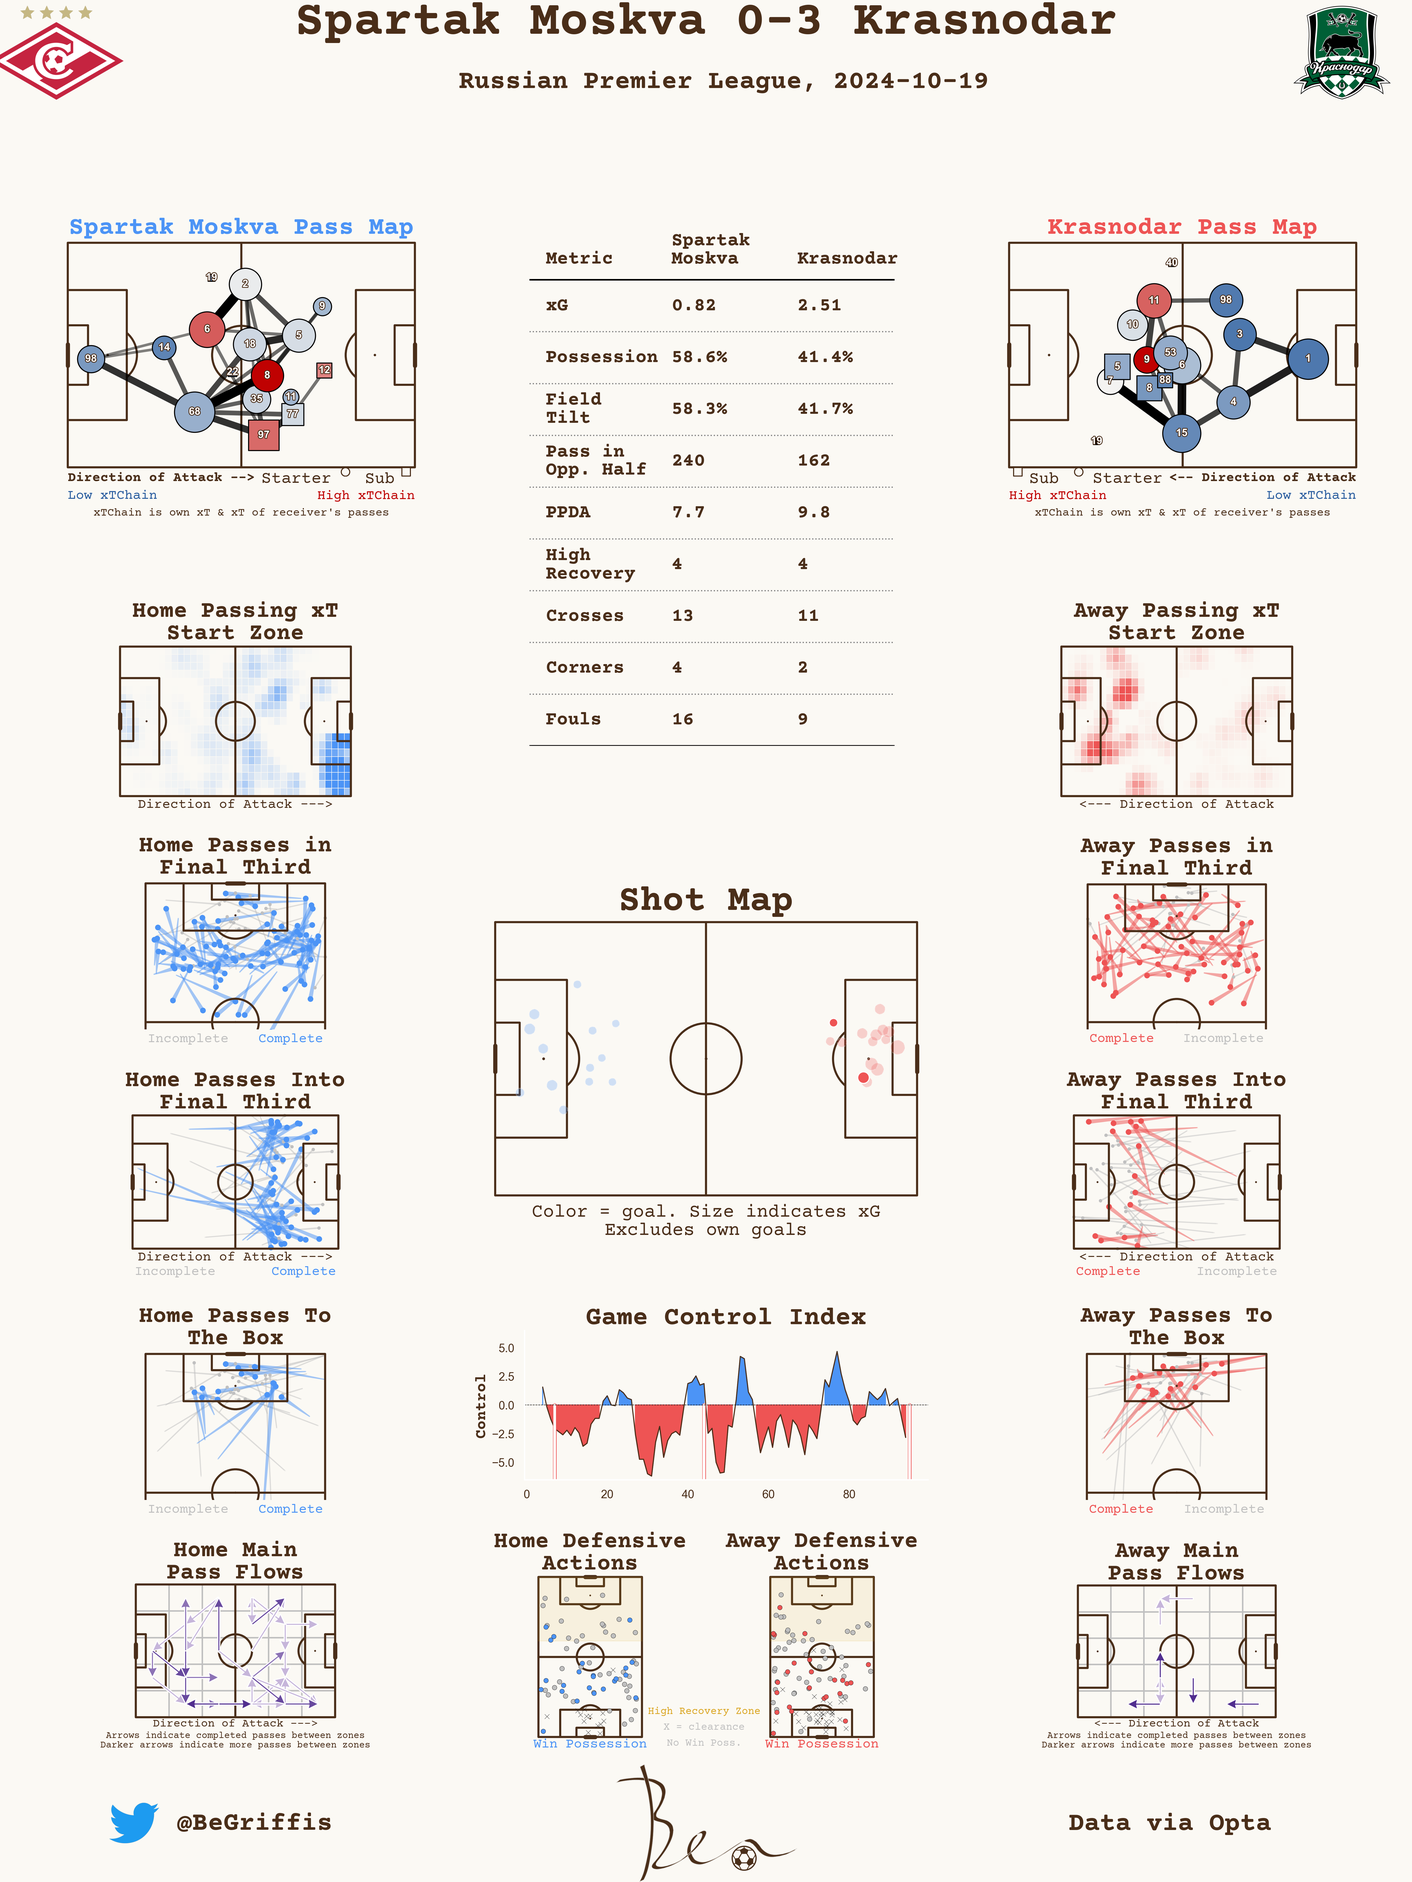 Spartak Moskva 0-3 Krasnodar
Russian Premier League, 2024-10-19
Краснодар
Spartak Moskva Pass Map
19
2
9
6
5
18
14
98
22
8
12
35
11
77
68
97
Direction of Attack --> Starter Sub
Low xTChain High xTChain
xTChain is own xT & xT of receiver's passes
Spartak
Metric Moskva Krasnodar
xG 0.82 2.51
Possession 58.6% 41.4%
Field
Tilt 58.3% 41.7%
Pass in
Opp. Half 240 162
PPDA 7.7 9.8
High
Recovery 4 4
Crosses 13 11
Corners 4 2
Fouls 16 9
Krasnodar Pass Map
40
11
98
10
3
53
9
1
6
5
7
88
8
4
15
19
Sub Starter <-- Direction of Attack
High xTChain Low xTChain
xTChain is own xT & xT of receiver's passes
Home Passing xT
Start Zone
Direction of Attack --->
Away Passing xT
Start Zone
<--- Direction of Attack
Home Passes in
Final Third
Incomplete Complete
Away Passes in
Final Third
Complete Incomplete
Shot Map
Color = goal. Size indicates xG
Excludes own goals
Home Passes Into
Final Third
Direction of Attack --->
Incomplete Complete
Away Passes Into
Final Third
<--- Direction of Attack
Complete Incomplete
Home Passes To
The Box
Incomplete Complete
Game Control Index
Control
5.0
2.5
0.0
−2.5
−5.0
0 20 40 60 80
Away Passes To
The Box
Complete Incomplete
Home Main
Pass Flows
Direction of Attack --->
Arrows indicate completed passes between zones
Darker arrows indicate more passes between zones
Home Defensive
Actions
Win Possession
Away Defensive
Actions
Win Possession
High Recovery Zone
X = clearance
No Win Poss.
Away Main
Pass Flows
<--- Direction of Attack
Arrows indicate completed passes between zones
Darker arrows indicate more passes between zones
@BeGriffis
Ben
Data via Opta